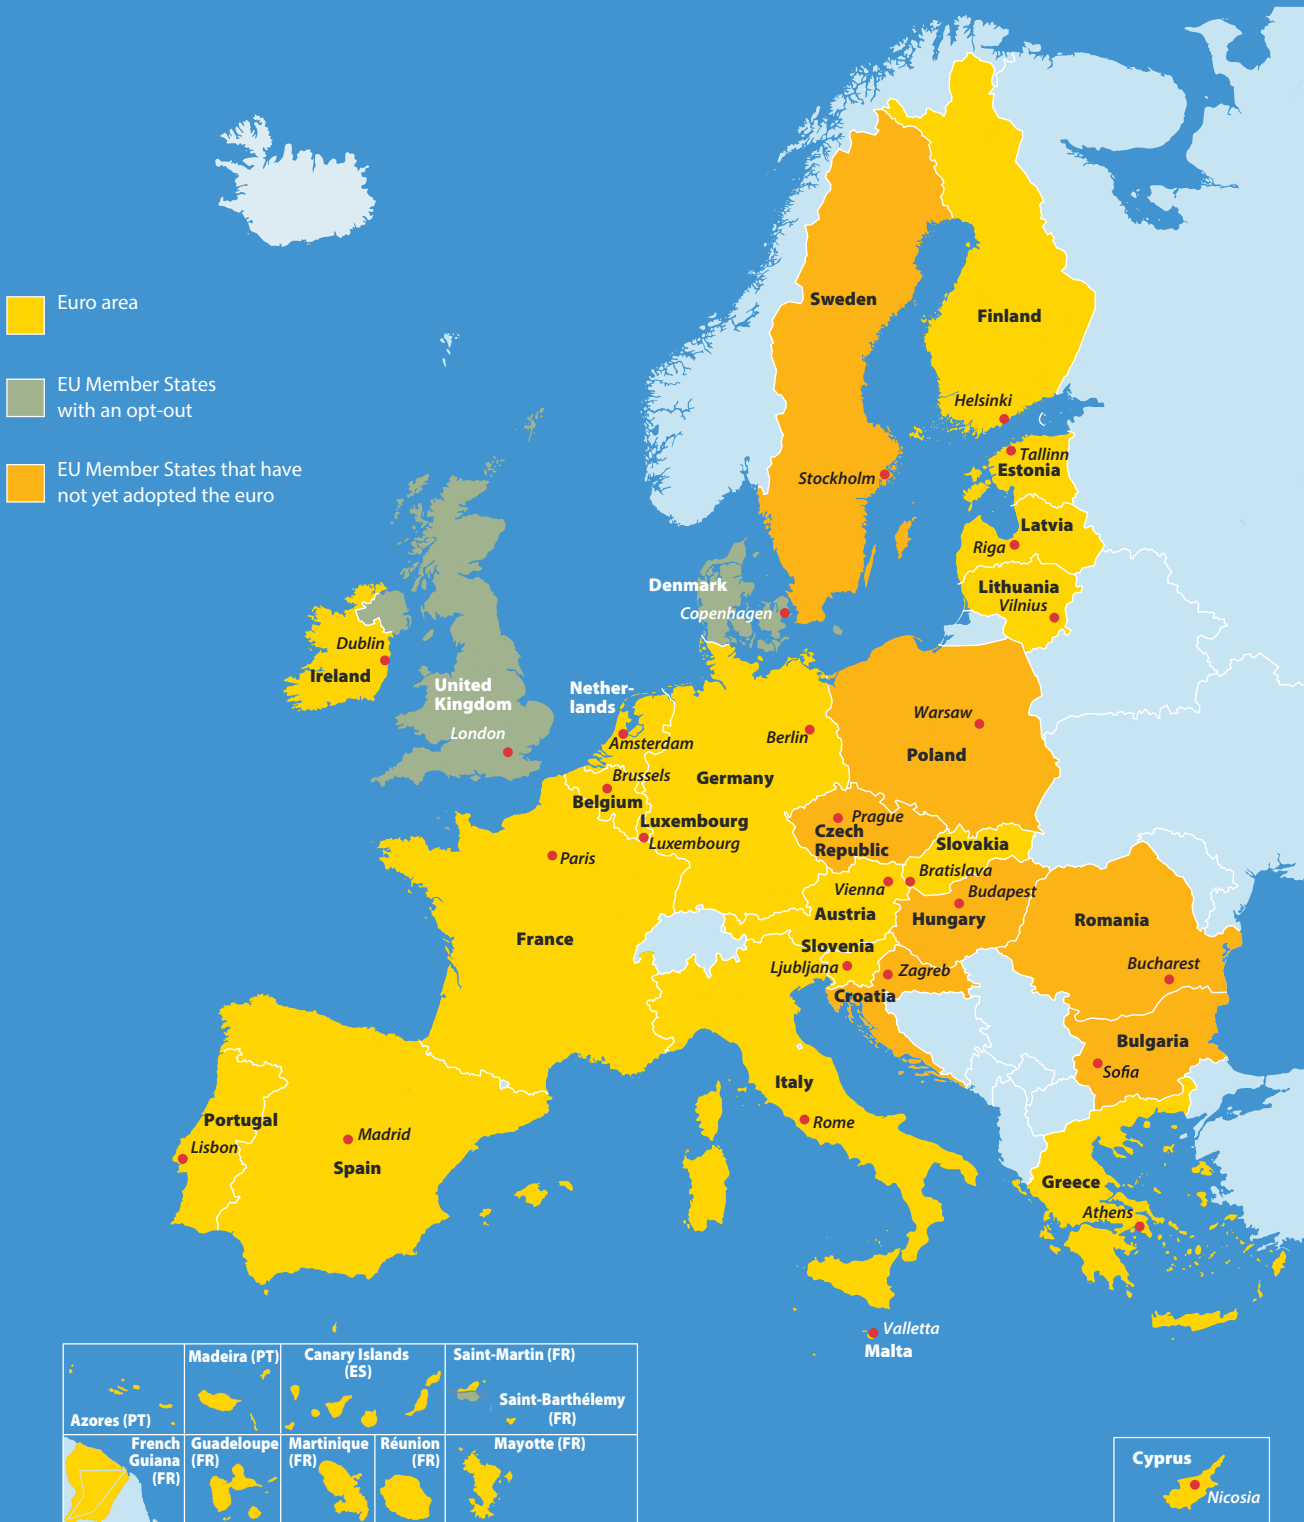 Euro area
EU Member States
with an opt-out
EU Member States that have
not yet adopted the euro
Sweden
Finland
Helsinki
Tallinn
Estonia
Stockholm
Latvia
Riga
Lithuania
Vilnius
Denmark
Copenhagen
Dublin
Ireland
United
Kingdom
London
Nether-
lands
Amsterdam
Berlin
Warsaw
Poland
Brussels
Belgium
Germany
Luxembourg
Luxembourg
Paris
Prague
Czech
Republic
Slovakia
Bratislava
Vienna
Budapest
Austria
Hungary
Romania
France
Slovenia
Ljubljana
Zagreb
Bucharest
Croatia
Bulgaria
Sofia
Italy
Rome
Portugal
Lisbon
Madrid
Spain
Greece
Athens
Valletta
Malta
Azores (PT)
Madeira (PT)
Canary Islands
(ES)
Saint-Martin (FR)
Saint-Barthélemy
(FR)
French
Guiana
(FR)
Guadeloupe
(FR)
Martinique
(FR)
Réunion
(FR)
Mayotte (FR)
Cyprus
Nicosia